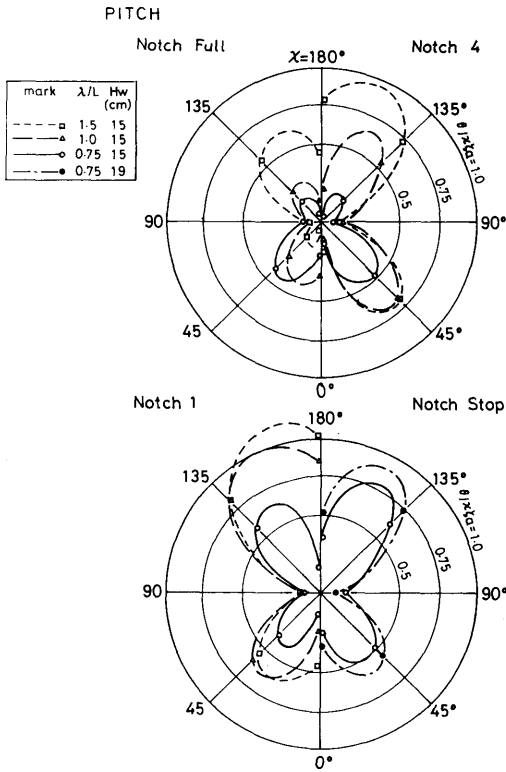 PITCH
Notch Full χ=180° Notch 4
mark λ/L Hw (cm)
1·5 15
1·0 15
0·75 15
0·75 19
135 135°
θ/χζa=1·0
0·75
0·5
90 90°
45 45°
0°
Notch 1 180° Notch Stop
135 135°
θ/χζa=1·0
0·75
0·5
90 90°
45 45°
0°